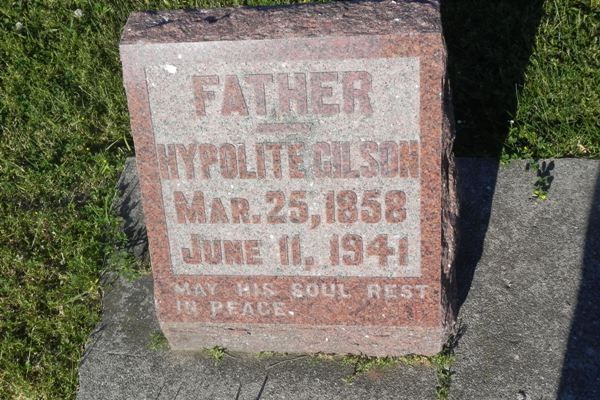 FATHER
HYPOLITE GILSON
MAR. 25, 1858
JUNE 11, 1941
MAY HIS SOUL REST
IN PEACE.